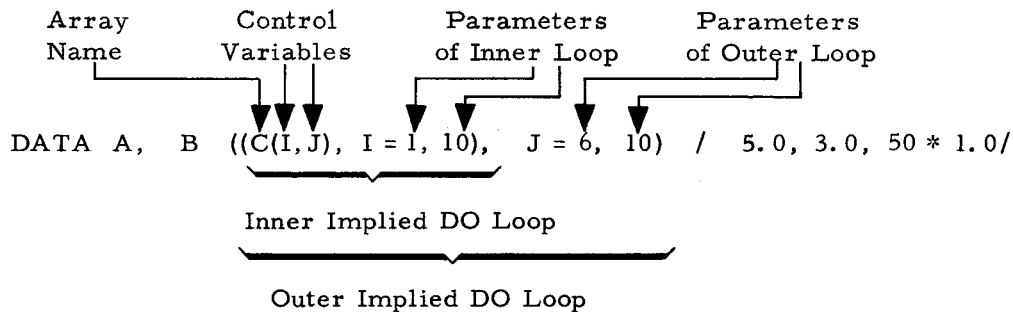 Array Control Parameters Parameters
Name Variables of Inner Loop of Outer Loop
DATA A, B ((C(I,J), I = 1, 10), J = 6, 10) / 5.0, 3.0, 50 * 1.0/
Inner Implied DO Loop
Outer Implied DO Loop